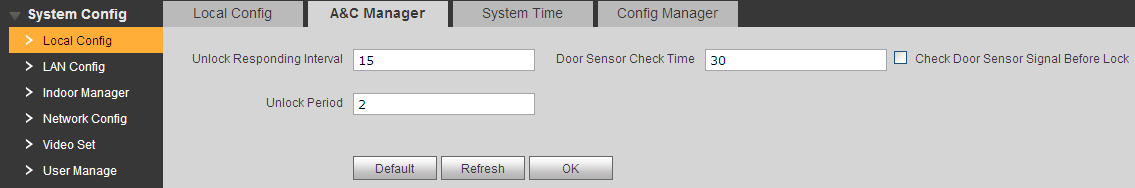 System Config
Local Config
LAN Config
Indoor Manager
Network Config
Video Set
User Manage
Local Config A&C Manager System Time Config Manager
Unlock Responding Interval 15 Door Sensor Check Time 30 Check Door Sensor Signal Before Lock
Unlock Period 2
Default Refresh OK